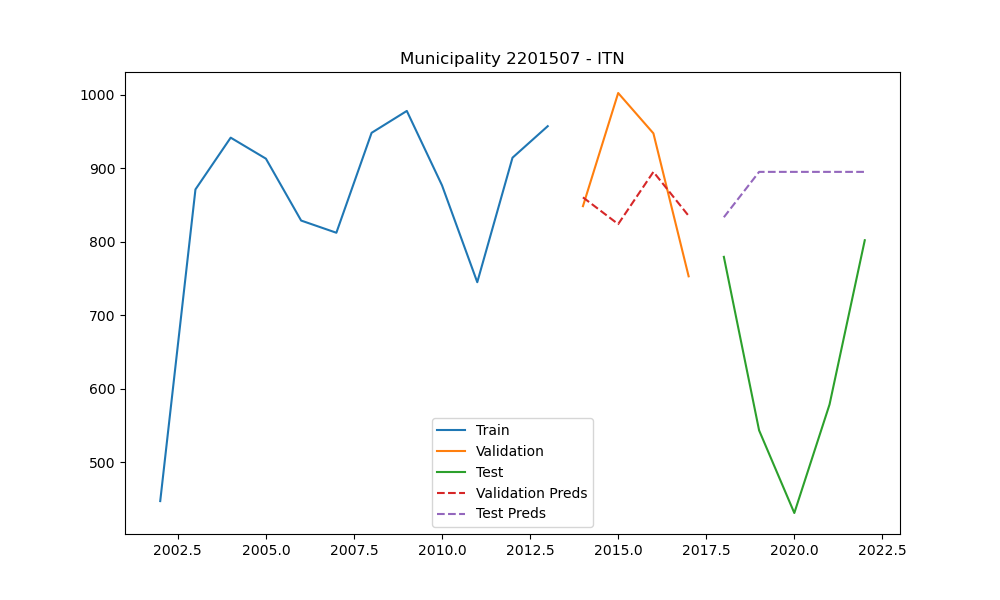 Municipality 2201507 - ITN
1000
900
800
700
600
500
Train
Validation
Test
Validation Preds
Test Preds
2002.5 2005.0 2007.5 2010.0 2012.5 2015.0 2017.5 2020.0 2022.5